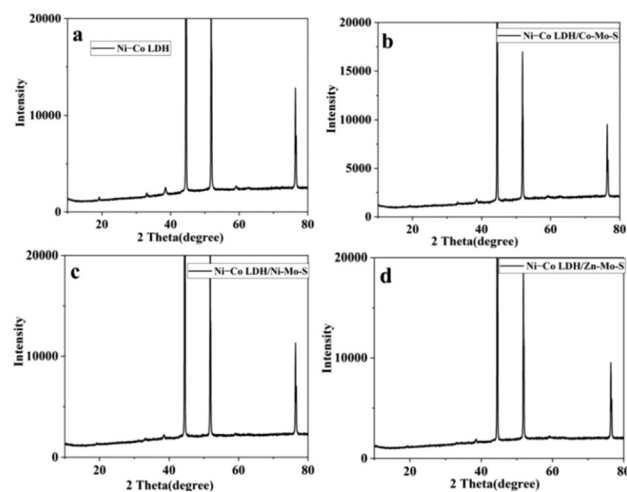 a
Ni−Co LDH
20000
10000
0
Intensity
20
40
60
80
2 Theta(degree)
b
Ni−Co LDH/Co-Mo-S
20000
15000
10000
5000
0
Intensity
20
40
60
80
2 Theta(degree)
c
Ni−Co LDH/Ni-Mo-S
20000
10000
0
Intensity
20
40
60
80
2 Theta(degree)
d
Ni−Co LDH/Zn-Mo-S
20000
10000
0
Intensity
20
40
60
80
2 Theta(degree)